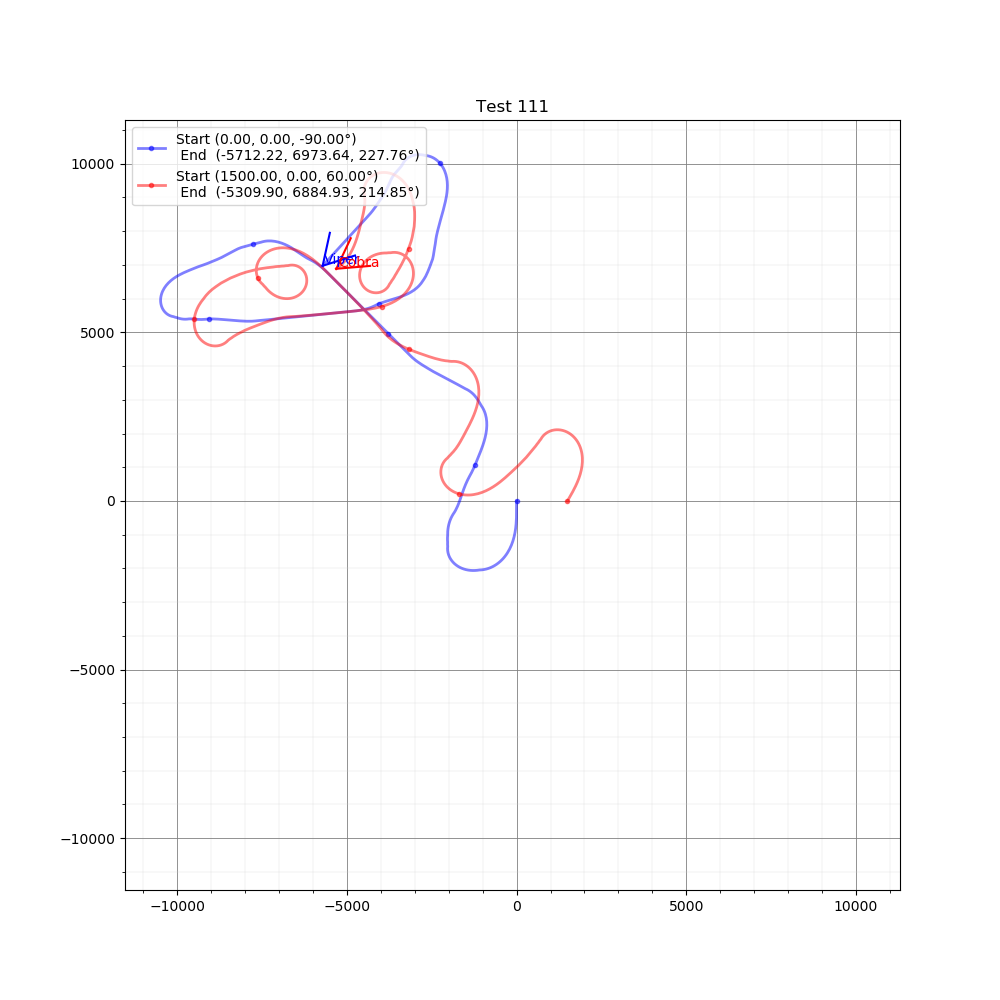 Test 111
Start (0.00, 0.00, -90.00°)
End (-5712.22, 6973.64, 227.76°)
Start (1500.00, 0.00, 60.00°)
End (-5309.90, 6884.93, 214.85°)
10000
5000
0
−5000
−10000
−10000
−5000
0
5000
10000